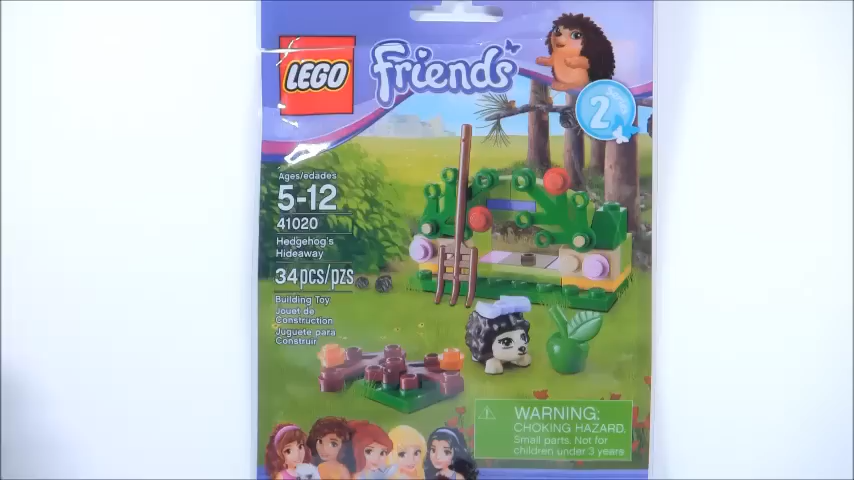 LEGO
Friends
Series
2
Ages/edades
5-12
41020
Hedgehog's
Hideaway
34pcs/pzs
Building Toy
Jouet de
Construction
Juguete para
Construir
WARNING:
CHOKING HAZARD.
Small parts. Not for
children under 3 years